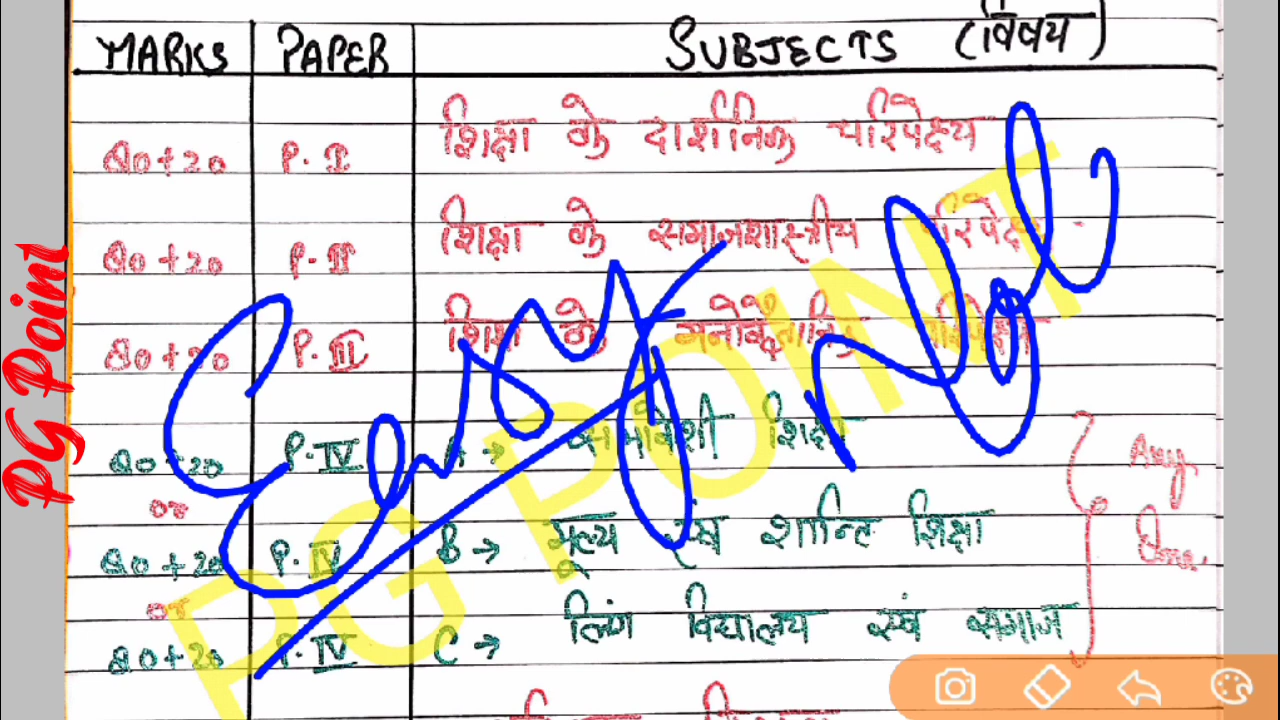 MARKS PAPER SUBJECTS (विषय)
80+20 P. I शिक्षा के दार्शनिक परिपेक्ष्य
80+20 P. II शिक्षा के समाजशास्त्रीय परिपेक्ष्य
80+20 P. III शिक्षा के मनोवैज्ञानिक परिपेक्ष्य
80+20 P. IV A → समावेशी शिक्षा
or
80+20 P. IV B → मूल्य एवं शान्ति शिक्षा
or
80+20 P. IV C → लिंग विद्यालय एवं समाज
Any
One
PG Point
PG POINT